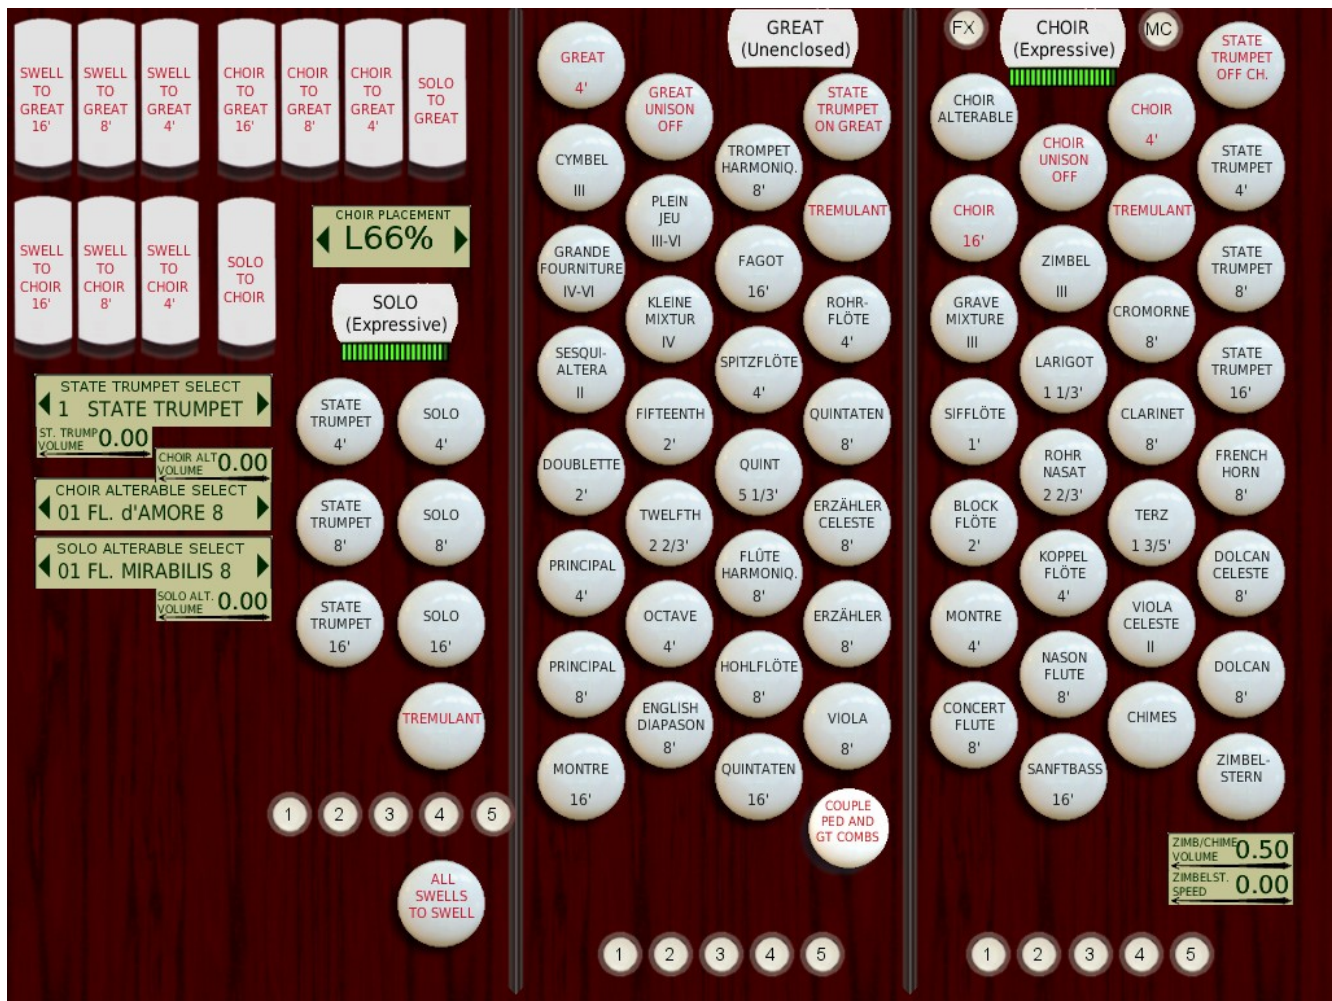 SWELL
TO
GREAT
16'
SWELL
TO
GREAT
8'
SWELL
TO
GREAT
4'
CHOIR
TO
GREAT
16'
CHOIR
TO
GREAT
8'
CHOIR
TO
GREAT
4'
SOLO
TO
GREAT
SWELL
TO
CHOIR
16'
SWELL
TO
CHOIR
8'
SWELL
TO
CHOIR
4'
SOLO
TO
CHOIR
CHOIR PLACEMENT
L66%
SOLO
(Expressive)
STATE TRUMPET SELECT
1 STATE TRUMPET
ST. TRUMP
VOLUME
0.00
CHOIR ALT
VOLUME
0.00
CHOIR ALTERABLE SELECT
01 FL. d'AMORE 8
SOLO ALTERABLE SELECT
01 FL. MIRABILIS 8
SOLO ALT.
VOLUME
0.00
STATE
TRUMPET
4'
SOLO
4'
STATE
TRUMPET
8'
SOLO
8'
STATE
TRUMPET
16'
SOLO
16'
TREMULANT
1 2 3 4 5
ALL
SWELLS
TO SWELL
GREAT
(Unenclosed)
GREAT
4'
CYMBEL
III
GRANDE
FOURNITURE
IV-VI
SESQUI-
ALTERA
II
DOUBLETTE
2'
PRINCIPAL
4'
PRINCIPAL
8'
MONTRE
16'
GREAT
UNISON
OFF
PLEIN
JEU
III-VI
KLEINE
MIXTUR
IV
FIFTEENTH
2'
TWELFTH
2 2/3'
OCTAVE
4'
ENGLISH
DIAPASON
8'
TROMPET
HARMONIQ.
8'
FAGOT
16'
SPITZFLÖTE
4'
QUINT
5 1/3'
FLÛTE
HARMONIQ.
8'
HOHLFLÖTE
8'
QUINTATEN
16'
STATE
TRUMPET
ON GREAT
TREMULANT
ROHR-
FLÖTE
4'
QUINTATEN
8'
ERZÄHLER
CELESTE
8'
ERZÄHLER
8'
VIOLA
8'
COUPLE
PED AND
GT COMBS
1 2 3 4 5
FX
CHOIR
(Expressive)
MC
CHOIR
ALTERABLE
CHOIR
16'
GRAVE
MIXTURE
III
SIFFLÖTE
1'
BLOCK
FLÖTE
2'
MONTRE
4'
CONCERT
FLUTE
8'
CHOIR
UNISON
OFF
ZIMBEL
III
LARIGOT
1 1/3'
ROHR
NASAT
2 2/3'
KOPPEL
FLÖTE
4'
NASON
FLUTE
8'
SANFTBASS
16'
CHOIR
4'
TREMULANT
CROMORNE
8'
CLARINET
8'
TERZ
1 3/5'
VIOLA
CELESTE
II
CHIMES
STATE
TRUMPET
OFF CH.
STATE
TRUMPET
4'
STATE
TRUMPET
8'
STATE
TRUMPET
16'
FRENCH
HORN
8'
DOLCAN
CELESTE
8'
DOLCAN
8'
ZIMBEL-
STERN
ZIMB/CHIME
VOLUME
0.50
ZIMBELST.
SPEED
0.00
1 2 3 4 5